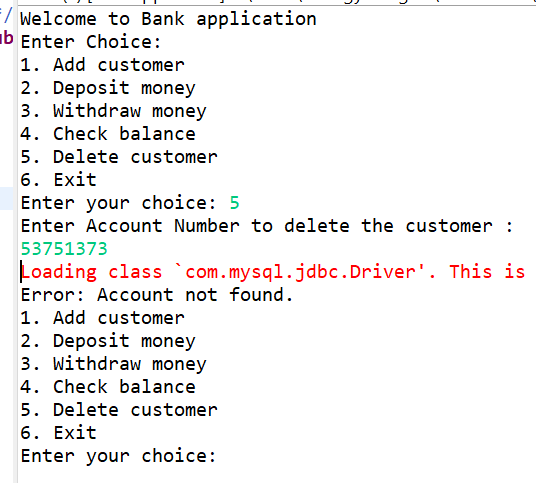 Welcome to Bank application
Enter Choice:
1. Add customer
2. Deposit money
3. Withdraw money
4. Check balance
5. Delete customer
6. Exit
Enter your choice: 5
Enter Account Number to delete the customer :
53751373
Loading class `com.mysql.jdbc.Driver'. This is
Error: Account not found.
1. Add customer
2. Deposit money
3. Withdraw money
4. Check balance
5. Delete customer
6. Exit
Enter your choice: